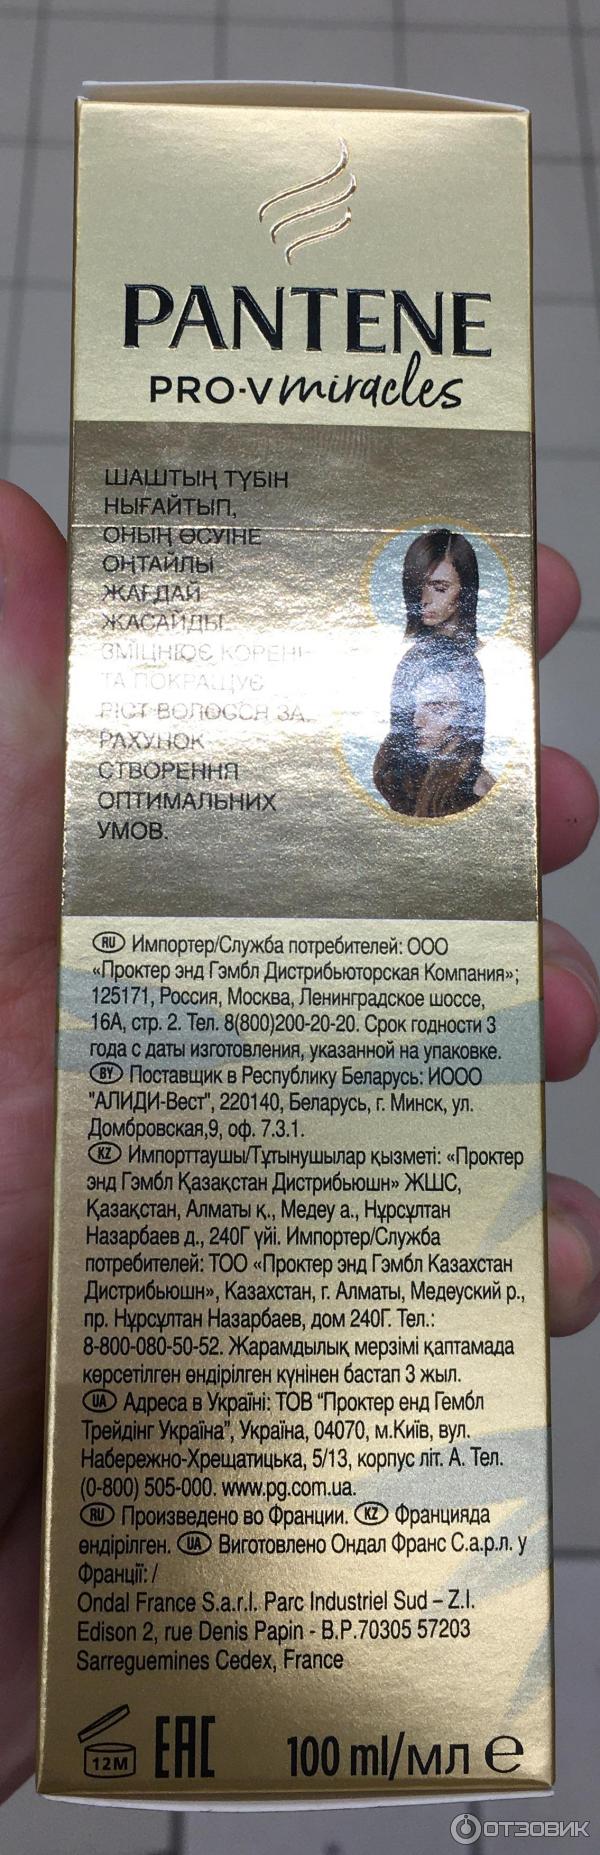 PANTENE
PRO-V miracles
ШАШТЫҢ ТҮБІН
НЫҒАЙТЫП,
ОНЫҢ ӨСУІНЕ
ОҢТАЙЛЫ
ЖАҒДАЙ
ЖАСАЙДЫ.
ЗМІЦНЮЄ КОРЕНІ
ТА ПОКРАЩУЄ
РІСТ ВОЛОССЯ ЗА
РАХУНОК
СТВОРЕННЯ
ОПТИМАЛЬНИХ
УМОВ.
RU Импортер/Служба потребителей: ООО
«Проктер энд Гэмбл Дистрибьюторская Компания»;
125171, Россия, Москва, Ленинградское шоссе,
16А, стр. 2. Тел. 8(800)200-20-20. Срок годности 3
года с даты изготовления, указанной на упаковке.
BY Поставщик в Республику Беларусь: ИООО
"АЛИДИ-Вест", 220140, Беларусь, г. Минск, ул.
Домбровская,9, оф. 7.3.1.
KZ Импорттаушы/Тұтынушылар қызметі: «Проктер
энд Гэмбл Қазақстан Дистрибьюшн» ЖШС,
Қазақстан, Алматы қ., Медеу а., Нұрсұлтан
Назарбаев д., 240Г үйі. Импортер/Служба
потребителей: ТОО «Проктер энд Гэмбл Казахстан
Дистрибьюшн», Казахстан, г. Алматы, Медеуский р.,
пр. Нұрсұлтан Назарбаев, дом 240Г. Тел.:
8-800-080-50-52. Жарамдылық мерзімі қаптамада
көрсетілген өндірілген күнінен бастап 3 жыл.
UA Адреса в Україні: ТОВ "Проктер енд Гембл
Трейдінг Україна", Україна, 04070, м.Київ, вул.
Набережно-Хрещатицька, 5/13, корпус літ. А. Тел.
(0-800) 505-000. www.pg.com.ua.
RU Произведено во Франции. KZ Францияда
өндірілген. UA Виготовлено Ондал Франс С.а.р.л. у
Франції: /
Ondal France S.a.r.l. Parc Industriel Sud – Z.I.
Edison 2, rue Denis Papin - B.P.70305 57203
Sarreguemines Cedex, France
12M EAC 100 ml/мл e
ОТЗОВИК